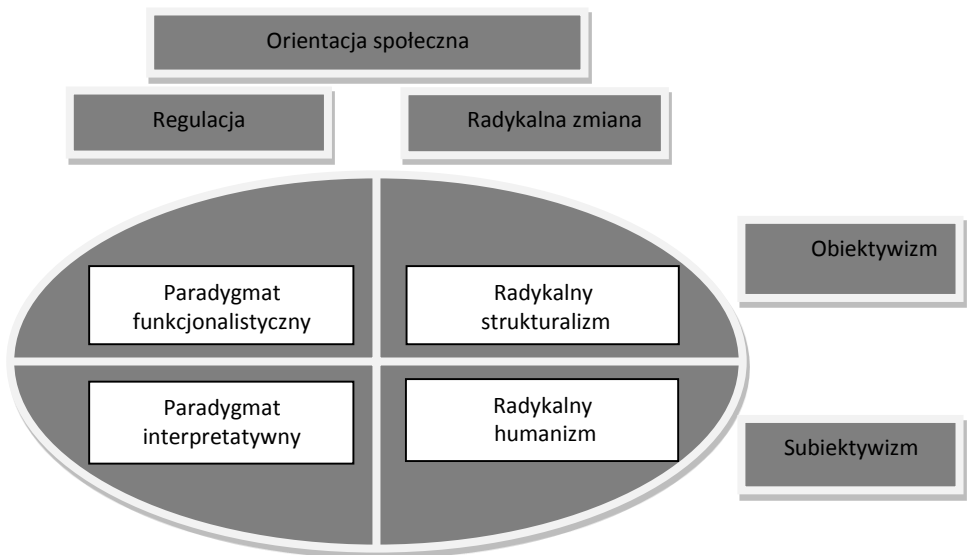 Orientacja społeczna
Regulacja
Radykalna zmiana
Obiektywizm
Paradygmat
funkcjonalistyczny
Radykalny
strukturalizm
Paradygmat
interpretatywny
Radykalny
humanizm
Subiektywizm